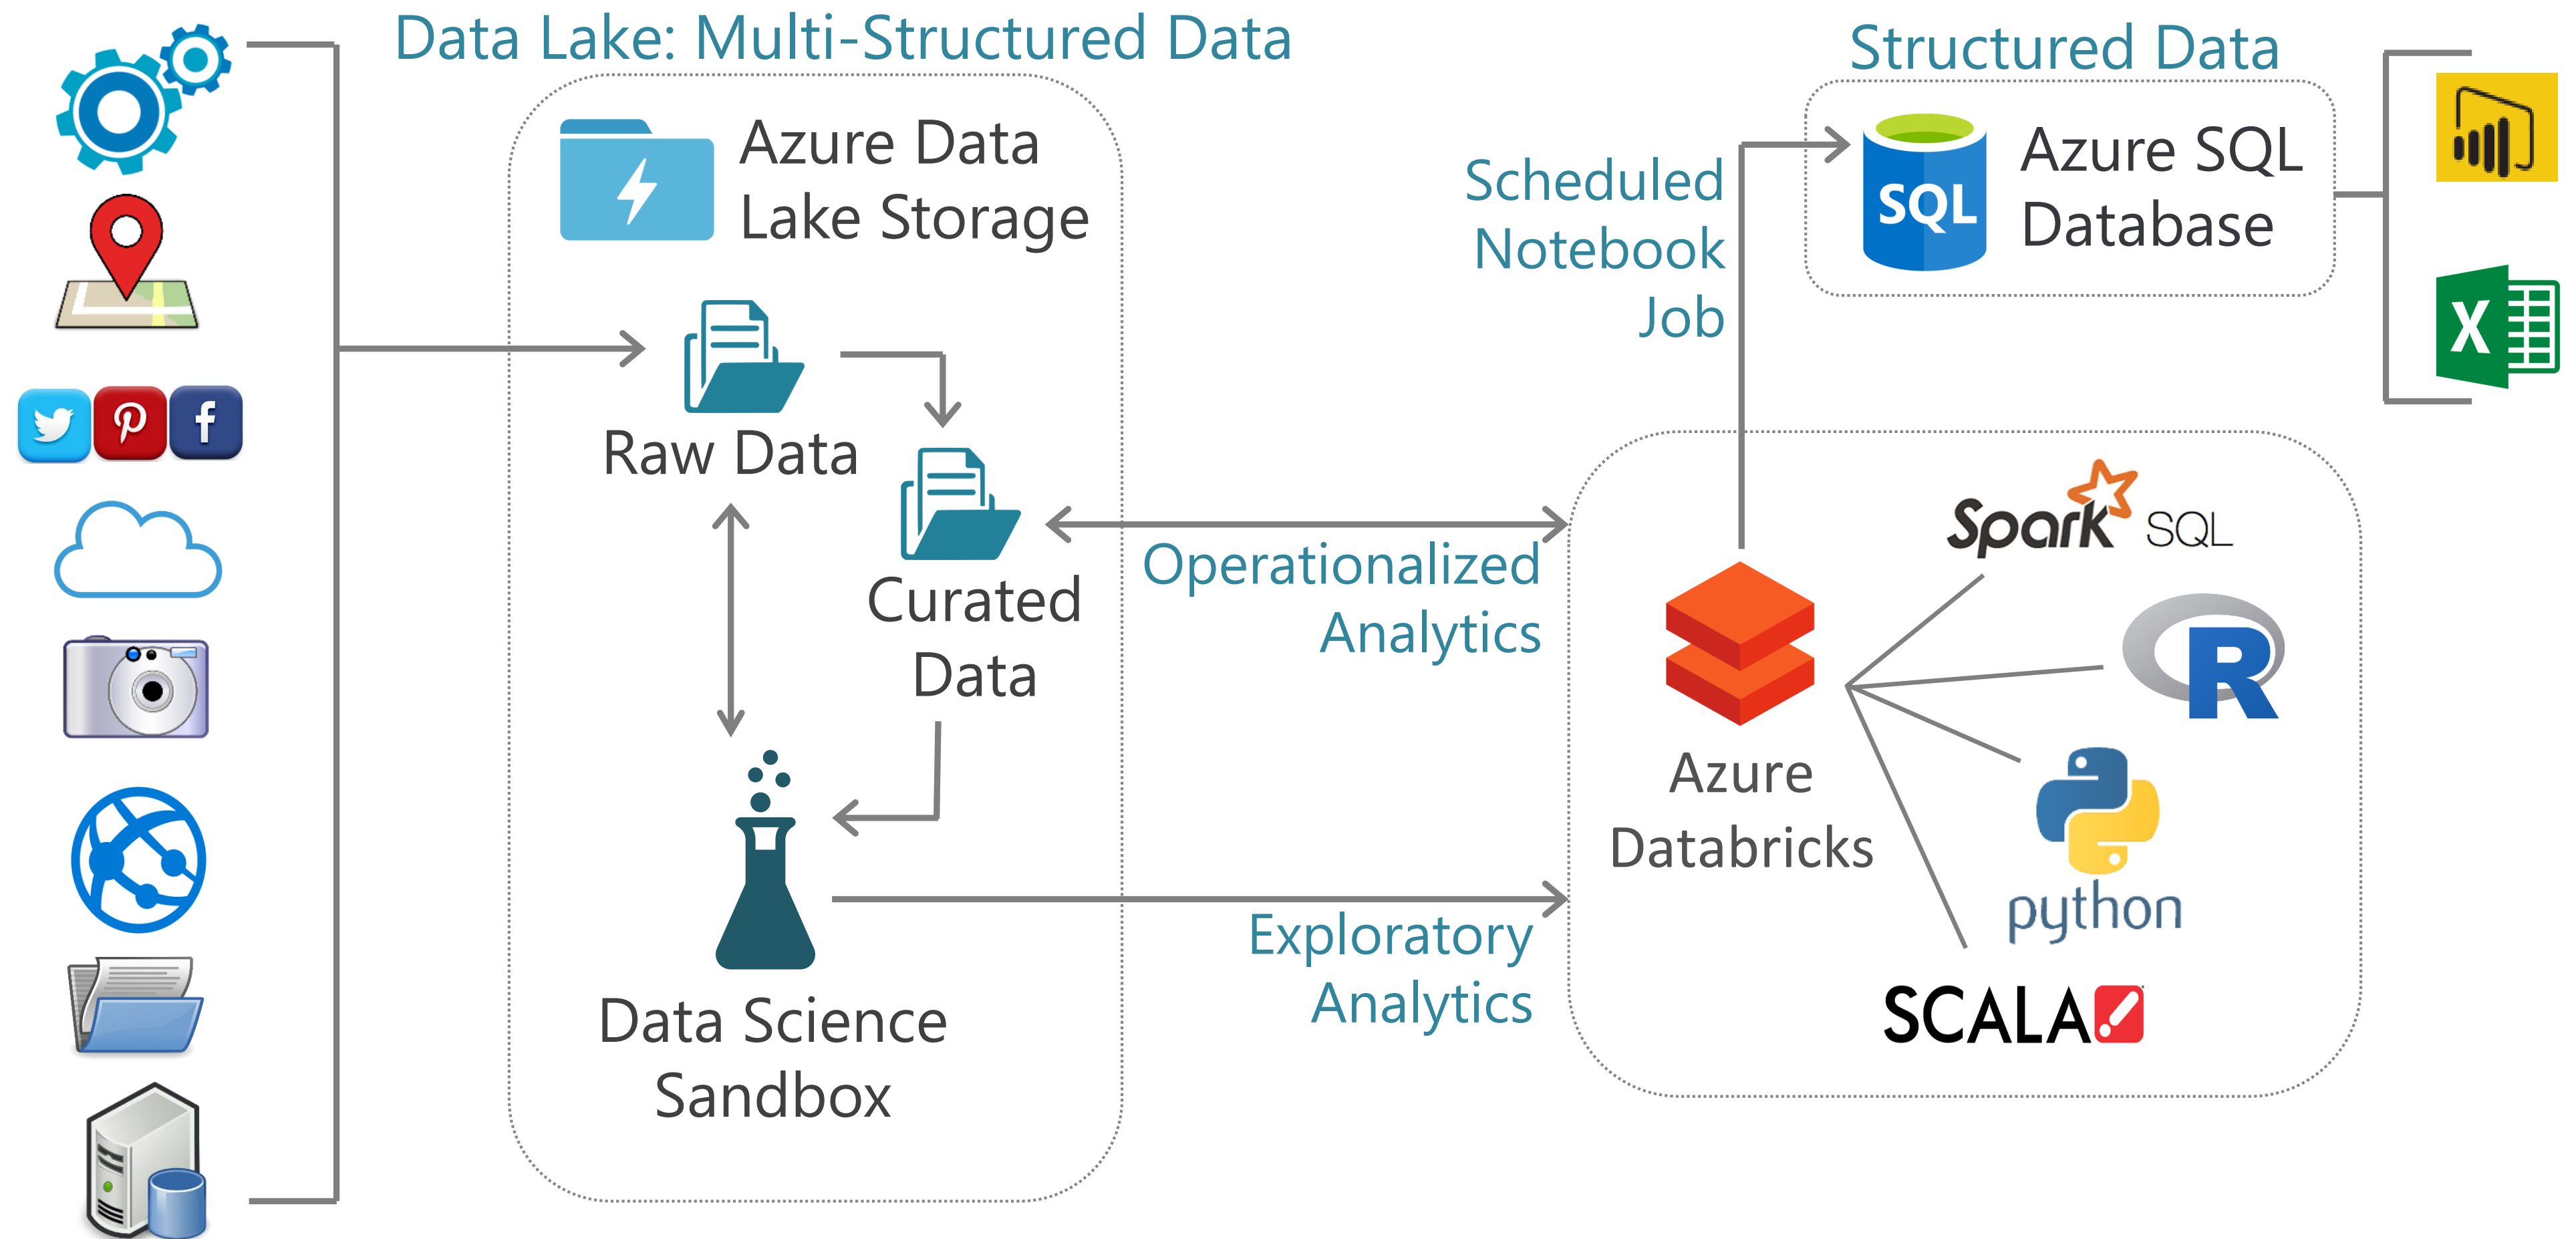 Data Lake: Multi-Structured Data
Structured Data
Azure Data
Lake Storage
Raw Data
Curated
Data
Data Science
Sandbox
Operationalized
Analytics
Exploratory
Analytics
Scheduled
Notebook
Job
SQL
Azure SQL
Database
Azure
Databricks
Spark SQL
R
python
SCALA
X
f